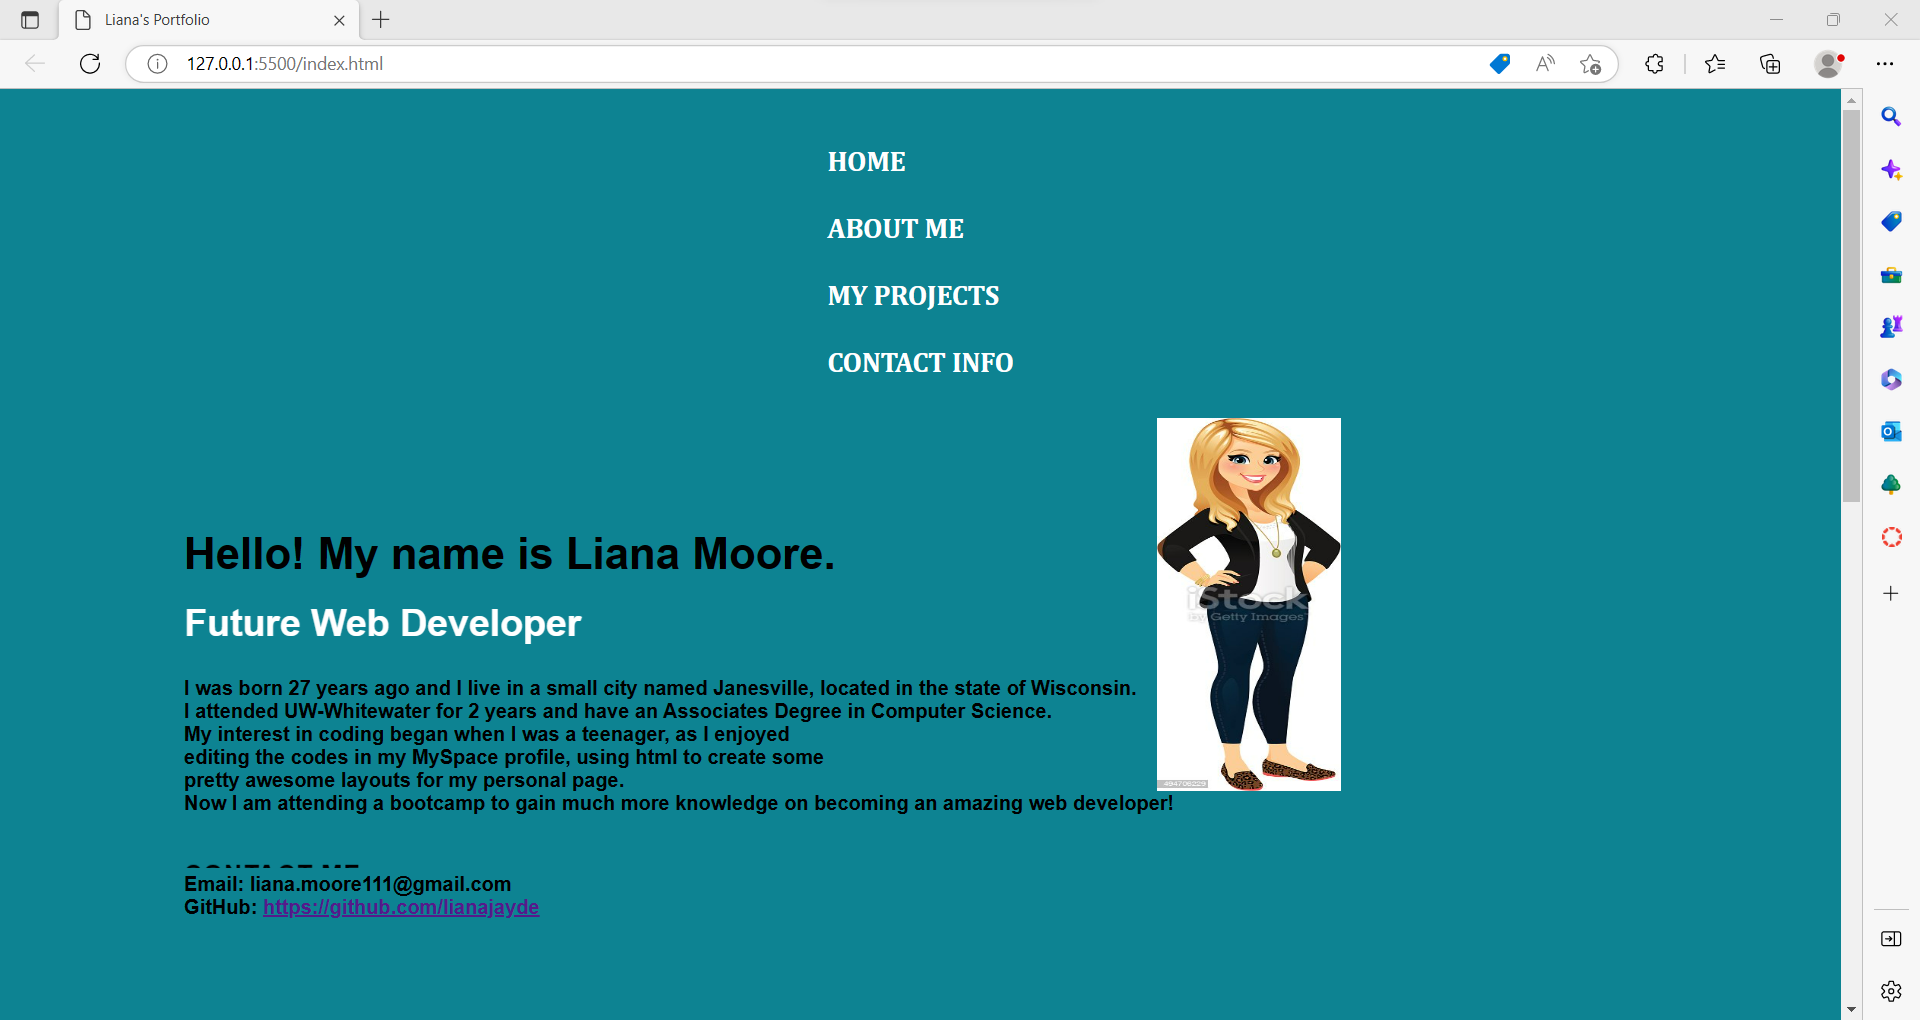 Liana's Portfolio
127.0.0.1:5500/index.html
HOME
ABOUT ME
MY PROJECTS
CONTACT INFO
iStock
by Getty Images
Hello! My name is Liana Moore.
Future Web Developer
I was born 27 years ago and I live in a small city named Janesville, located in the state of Wisconsin.
I attended UW-Whitewater for 2 years and have an Associates Degree in Computer Science.
My interest in coding began when I was a teenager, as I enjoyed
editing the codes in my MySpace profile, using html to create some
pretty awesome layouts for my personal page.
Now I am attending a bootcamp to gain much more knowledge on becoming an amazing web developer!
CONTACT ME
Email: liana.moore111@gmail.com
GitHub: https://github.com/lianajayde